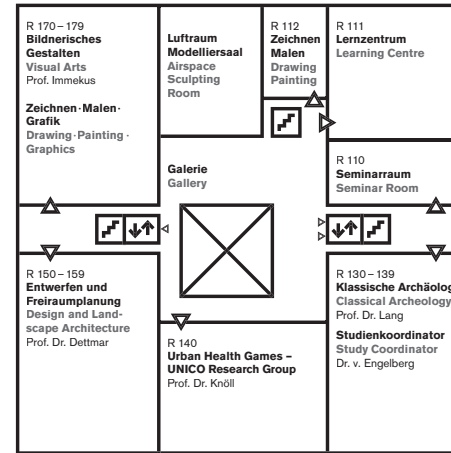 R 170–179
Bildnerisches
Gestalten
Visual Arts
Prof. Immekus
Zeichnen·Malen·
Grafik
Drawing·Painting·
Graphics
Luftraum
Modelliersaal
Airspace
Sculpting
Room
R 112
Zeichnen
Malen
Drawing
Painting
R 111
Lernzentrum
Learning Centre
Galerie
Gallery
R 110
Seminarraum
Seminar Room
R 150–159
Entwerfen und
Freiraumplanung
Design and Land-
scape Architecture
Prof. Dr. Dettmar
R 140
Urban Health Games –
UNICO Research Group
Prof. Dr. Knöll
R 130–139
Klassische Archäolog
Classical Archeology
Prof. Dr. Lang
Studienkoordinator
Study Coordinator
Dr. v. Engelberg